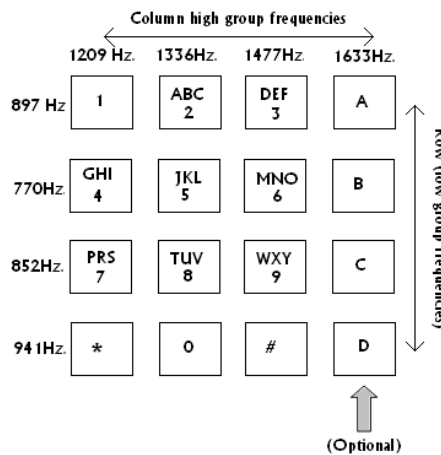 Column high group frequencies
1209 Hz. 1336Hz. 1477Hz. 1633Hz.
897 Hz
1
ABC
2
DEF
3
A
770Hz.
GHI
4
JKL
5
MNO
6
B
852Hz.
PRS
7
TUV
8
WXY
9
C
941Hz.
*
0
#
D
Row (low group frequencies)
(Optional)